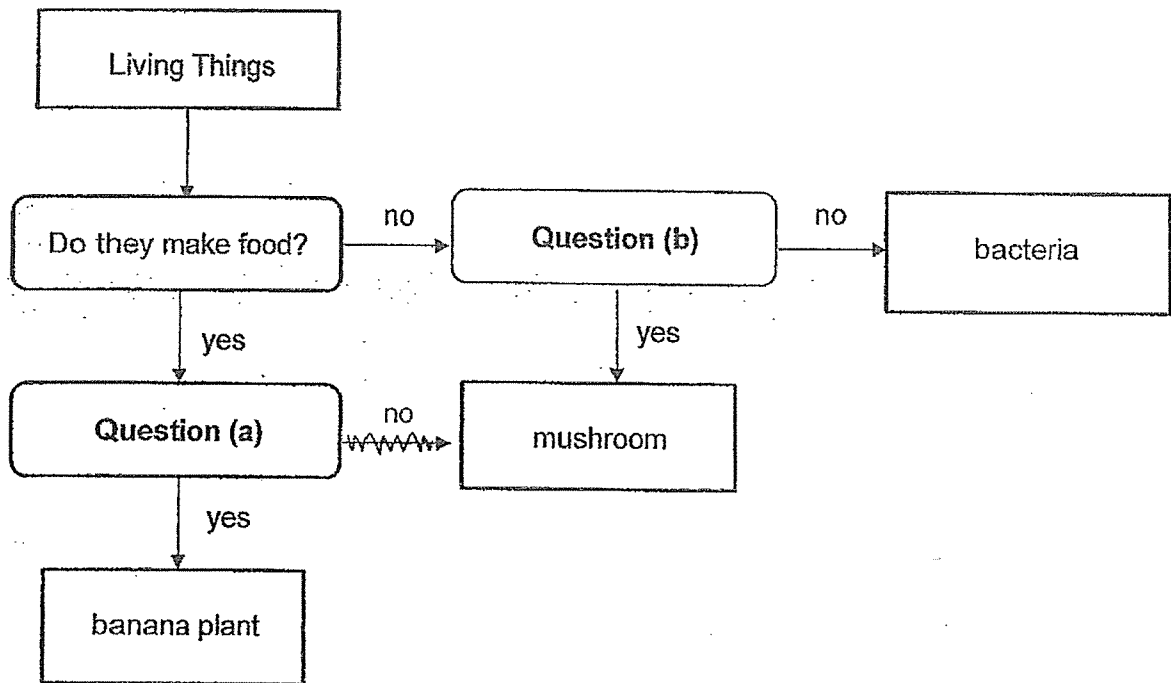 Living Things
Do they make food?
no
Question (b)
no
bacteria
yes
yes
Question (a)
no
mushroom
yes
banana plant